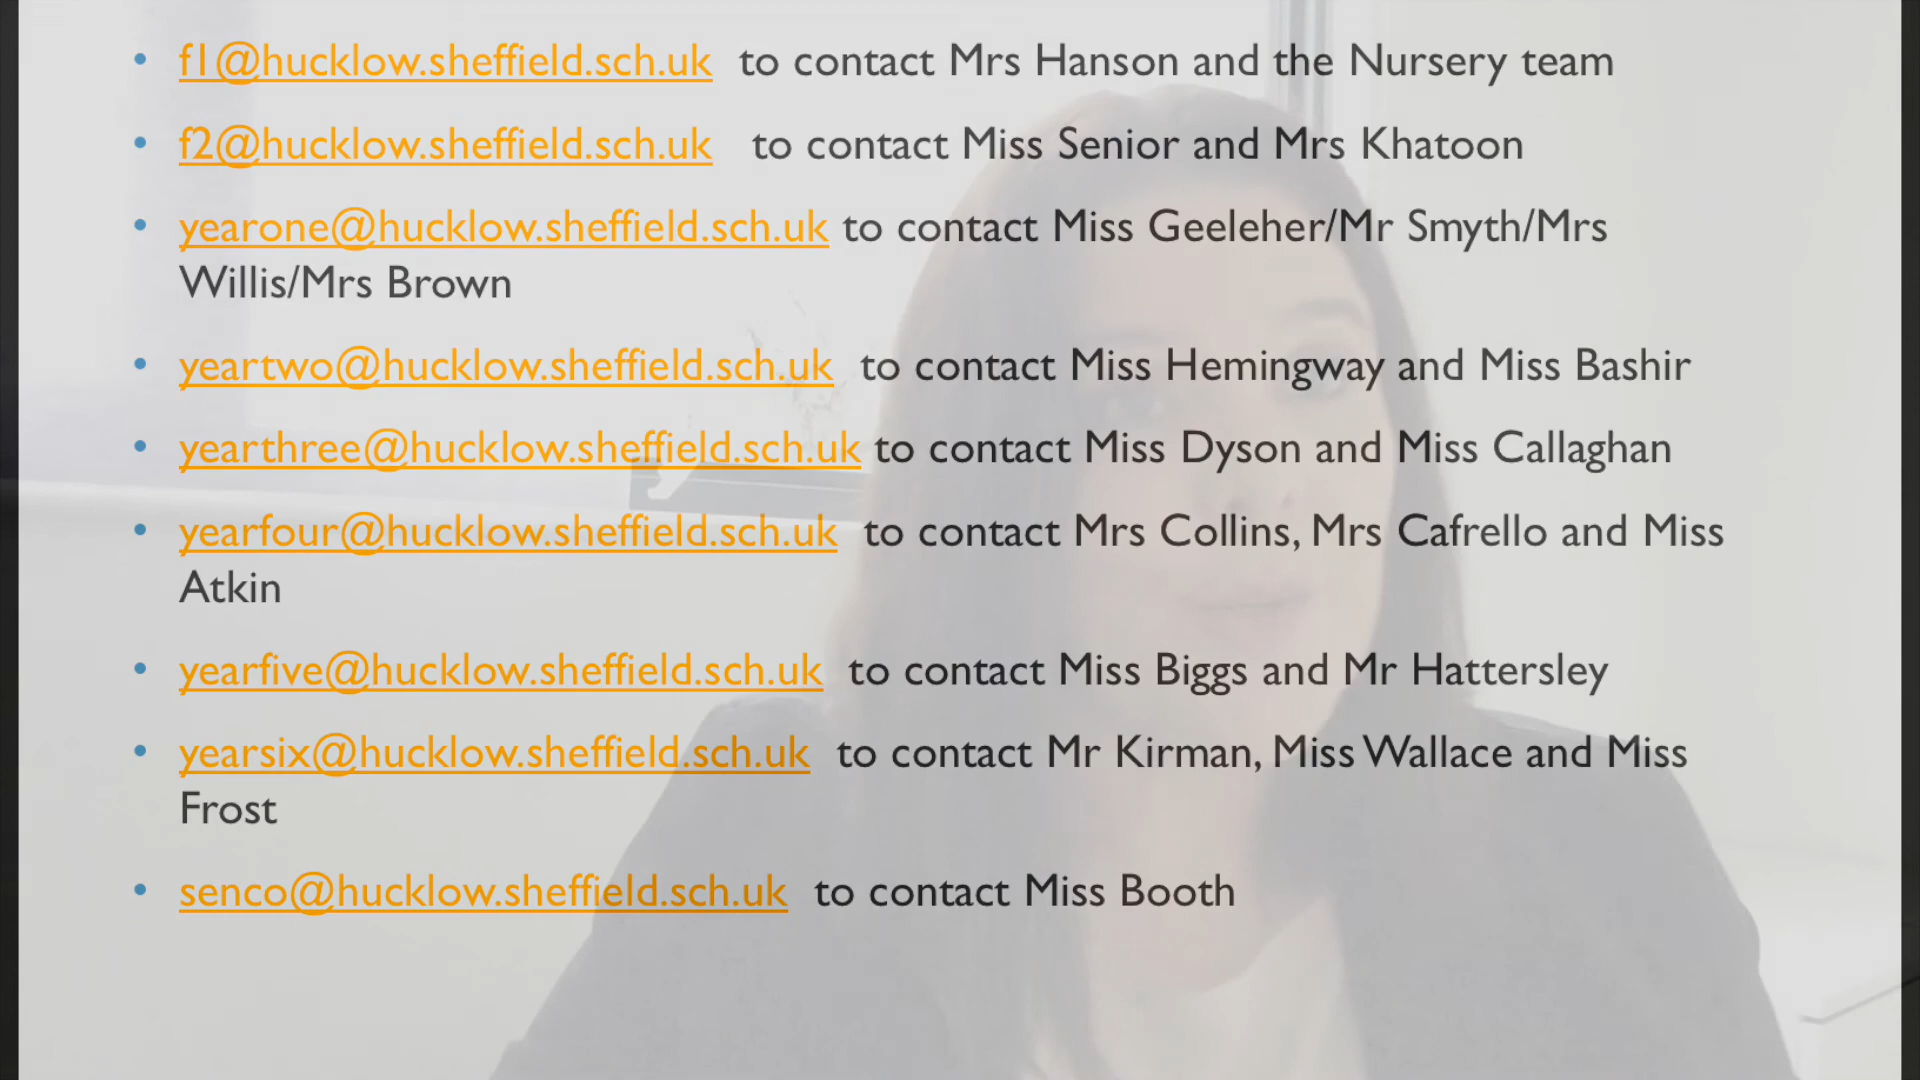 • f1@hucklow.sheffield.sch.uk to contact Mrs Hanson and the Nursery team
• f2@hucklow.sheffield.sch.uk to contact Miss Senior and Mrs Khatoon
• yearone@hucklow.sheffield.sch.uk to contact Miss Geeleher/Mr Smyth/Mrs
Willis/Mrs Brown
• yeartwo@hucklow.sheffield.sch.uk to contact Miss Hemingway and Miss Bashir
• yearthree@hucklow.sheffield.sch.uk to contact Miss Dyson and Miss Callaghan
• yearfour@hucklow.sheffield.sch.uk to contact Mrs Collins, Mrs Cafrello and Miss
Atkin
• yearfive@hucklow.sheffield.sch.uk to contact Miss Biggs and Mr Hattersley
• yearsix@hucklow.sheffield.sch.uk to contact Mr Kirman, Miss Wallace and Miss
Frost
• senco@hucklow.sheffield.sch.uk to contact Miss Booth